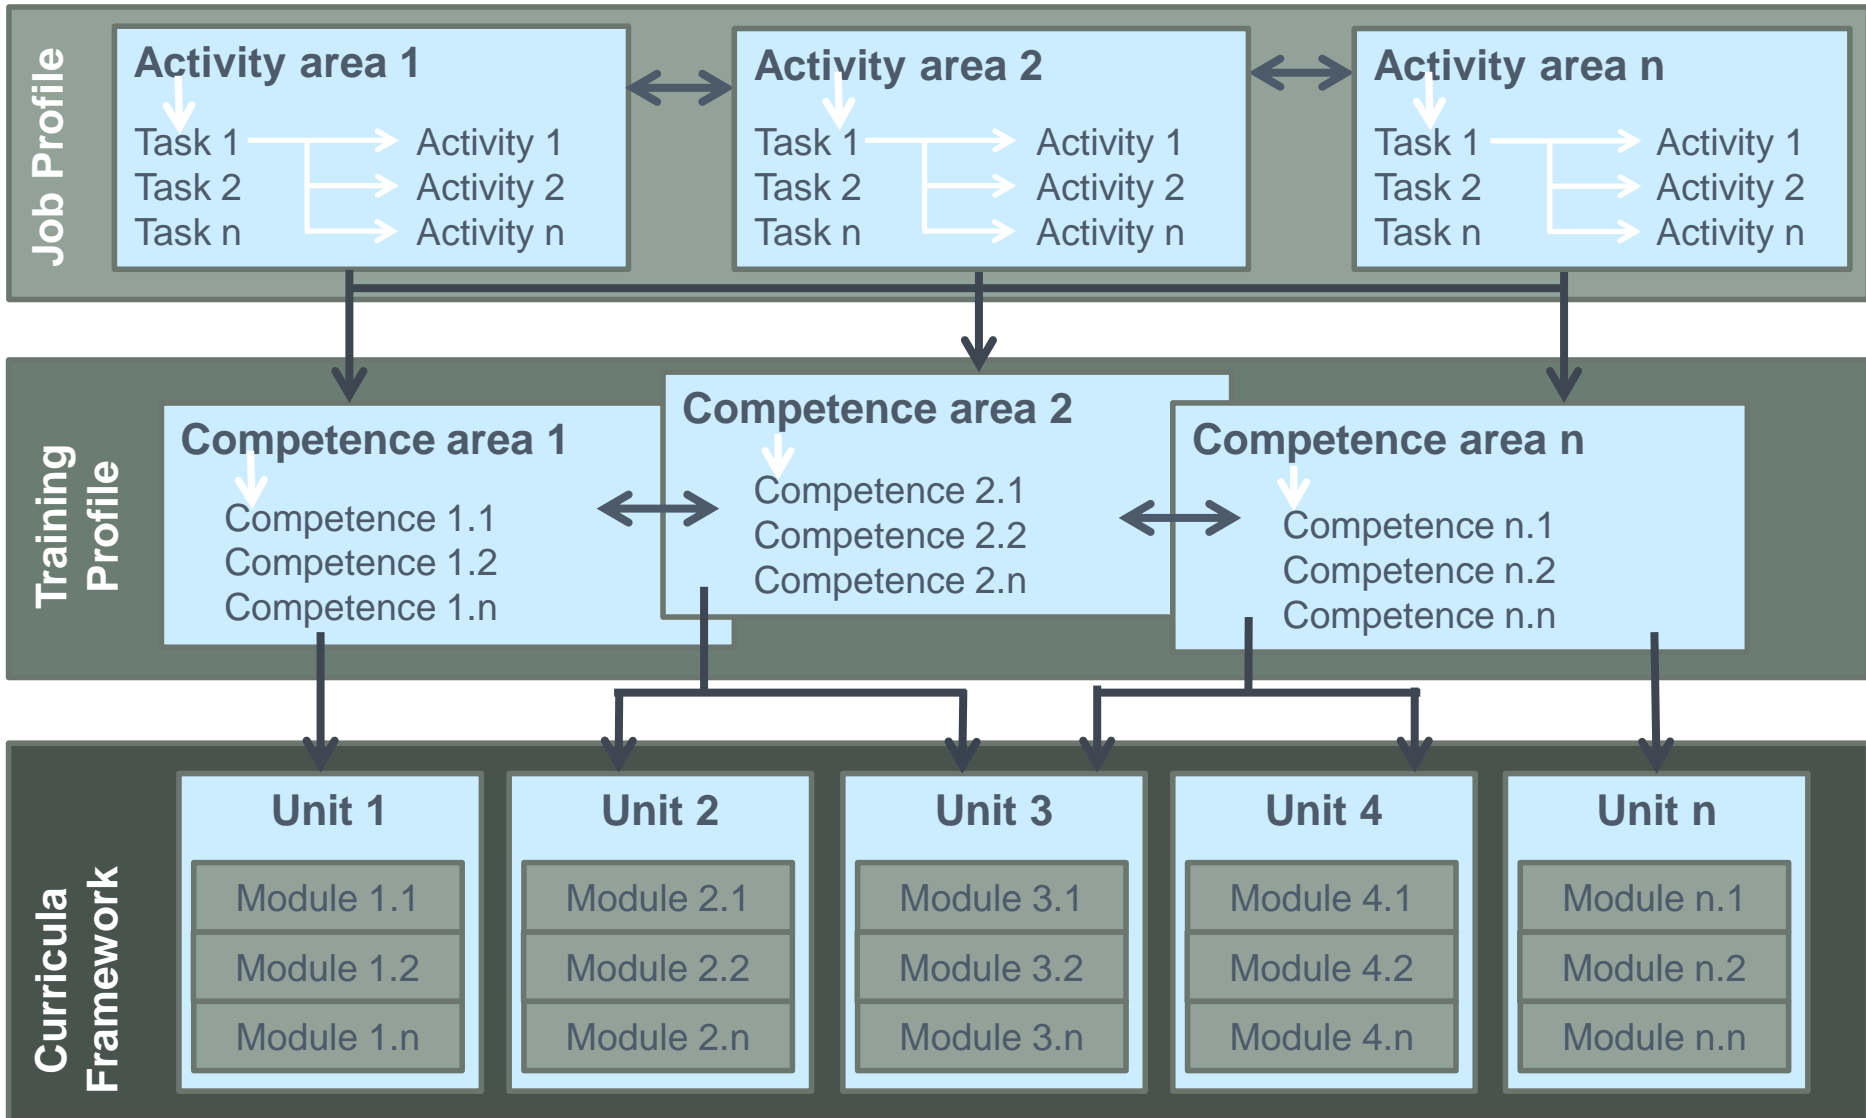 Job Profile
Activity area 1
Task 1
Activity 1
Task 2
Activity 2
Task n
Activity n
Activity area 2
Task 1
Activity 1
Task 2
Activity 2
Task n
Activity n
Activity area n
Task 1
Activity 1
Task 2
Activity 2
Task n
Activity n
Training
Profile
Competence area 1
Competence 1.1
Competence 1.2
Competence 1.n
Competence area 2
Competence 2.1
Competence 2.2
Competence 2.n
Competence area n
Competence n.1
Competence n.2
Competence n.n
Curricula
Framework
Unit 1
Module 1.1
Module 1.2
Module 1.n
Unit 2
Module 2.1
Module 2.2
Module 2.n
Unit 3
Module 3.1
Module 3.2
Module 3.n
Unit 4
Module 4.1
Module 4.2
Module 4.n
Unit n
Module n.1
Module n.2
Module n.n